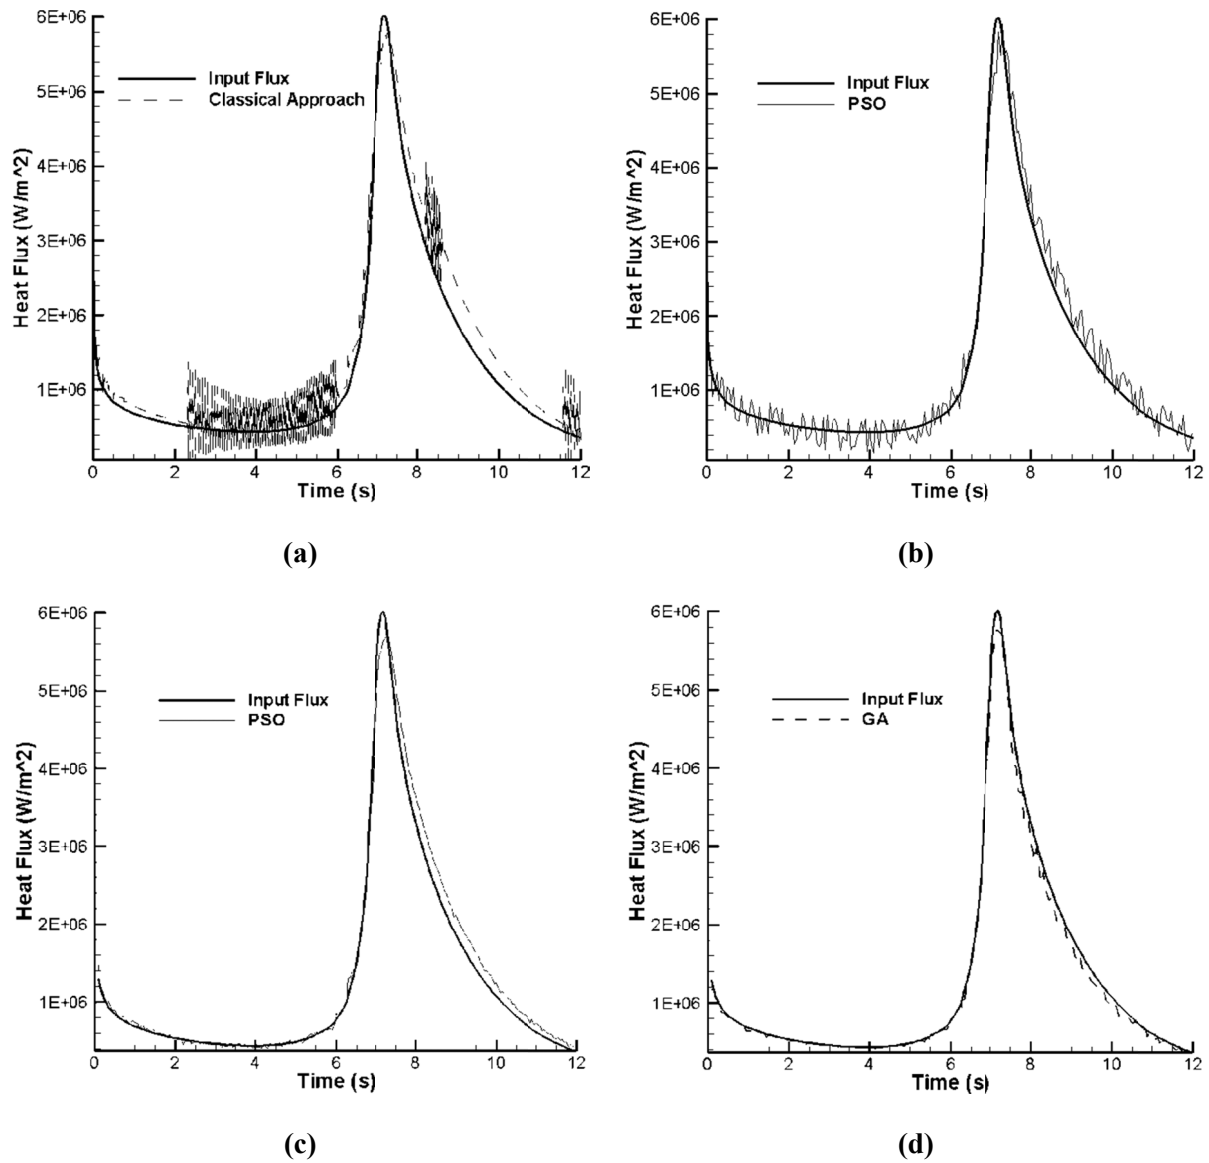 6E+06
5E+06
4E+06
3E+06
2E+06
1E+06
Heat Flux (W/m^2)
Input Flux
Classical Approach
0 2 4 6 8 10 12
Time (s)
(a)
6E+06
5E+06
4E+06
3E+06
2E+06
1E+06
Heat Flux (W/m^2)
Input Flux
PSO
0 2 4 6 8 10 12
Time (s)
(b)
6E+06
5E+06
4E+06
3E+06
2E+06
1E+06
Heat Flux (W/m^2)
Input Flux
PSO
0 2 4 6 8 10 12
Time (s)
(c)
6E+06
5E+06
4E+06
3E+06
2E+06
1E+06
Heat Flux (W/m^2)
Input Flux
GA
0 2 4 6 8 10 12
Time (s)
(d)